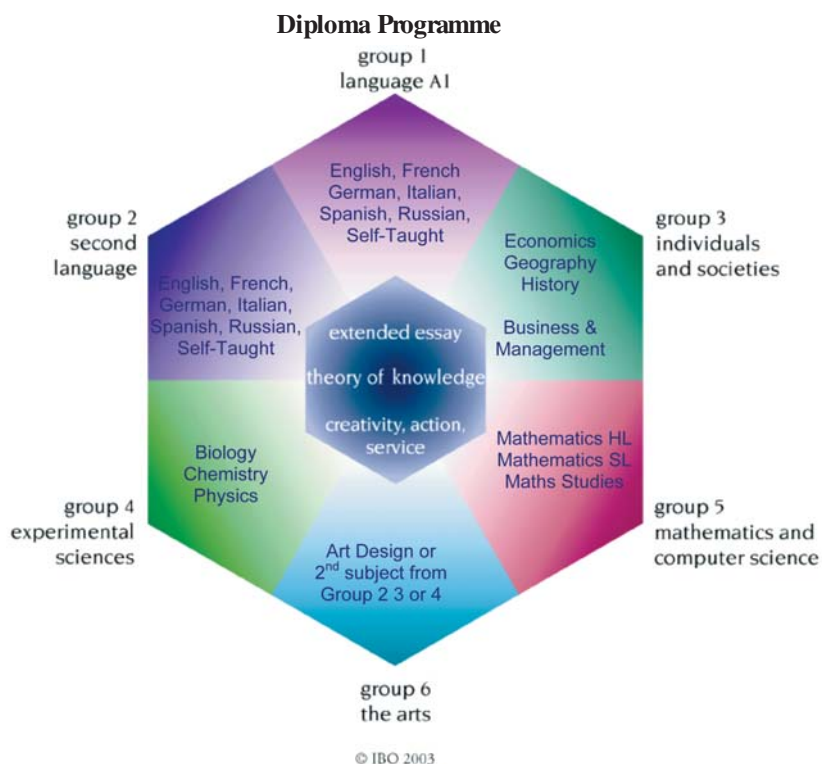 Diploma Programme
group 1
language A1
English, French
German, Italian,
Spanish, Russian,
Self-Taught
group 2
second
language
English, French,
German, Italian,
Spanish, Russian,
Self-Taught
group 3
individuals
and societies
Economics
Geography
History
Business &
Management
extended essay
theory of knowledge
creativity, action,
service
group 4
experimental
sciences
Biology
Chemistry
Physics
Mathematics HL
Mathematics SL
Maths Studies
group 5
mathematics and
computer science
Art Design or
2nd subject from
Group 2 3 or 4
group 6
the arts
© IBO 2003